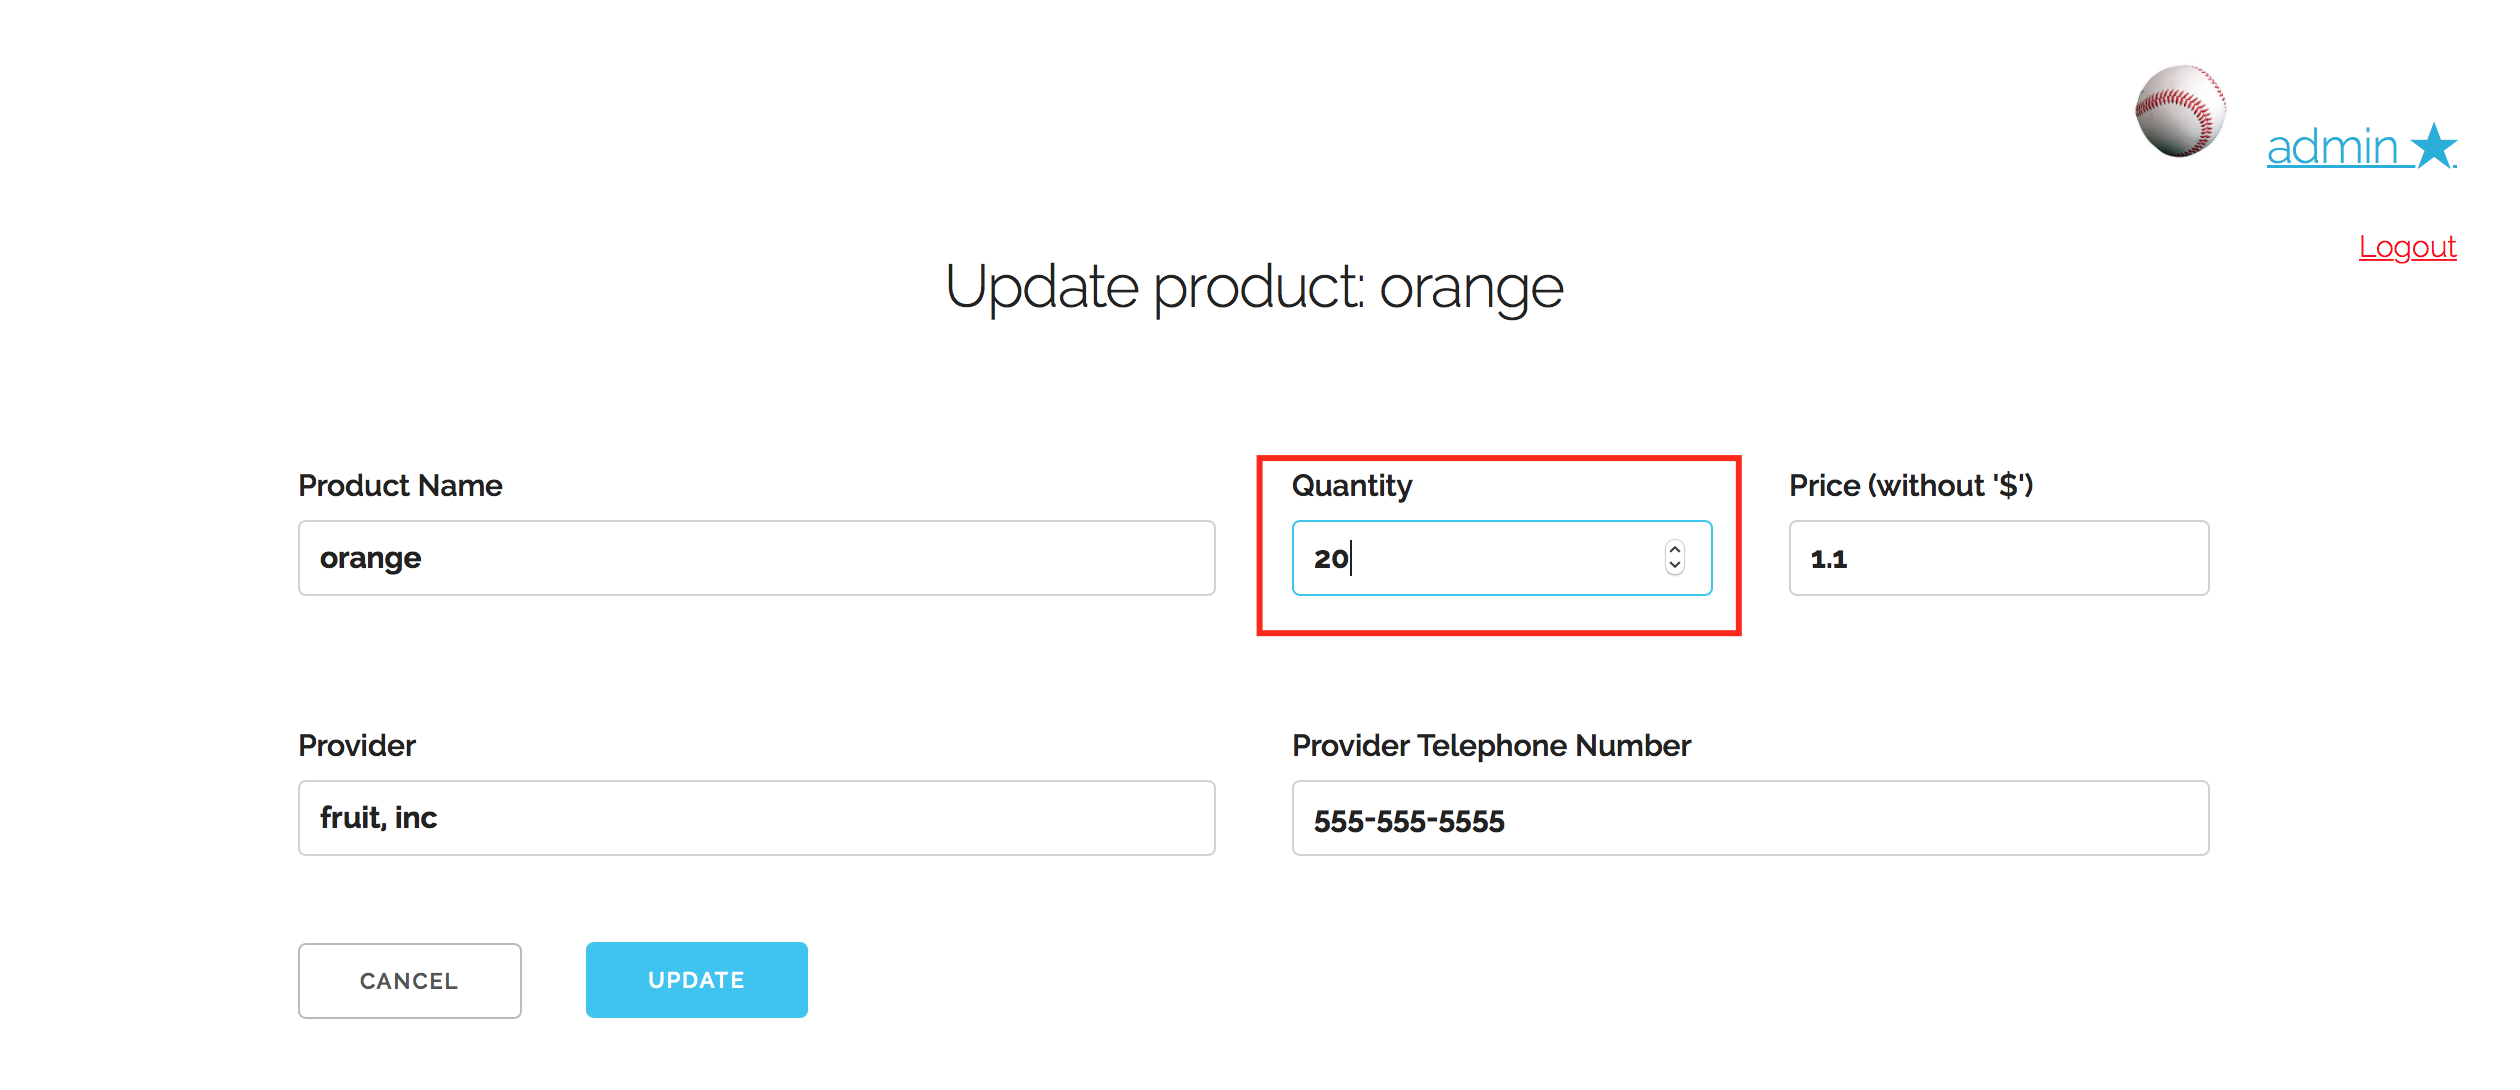 admin ★
Logout
Update product: orange
Product Name
Quantity
Price (without '$')
orange
20
1.1
Provider
Provider Telephone Number
fruit, inc
555-555-5555
CANCEL
UPDATE